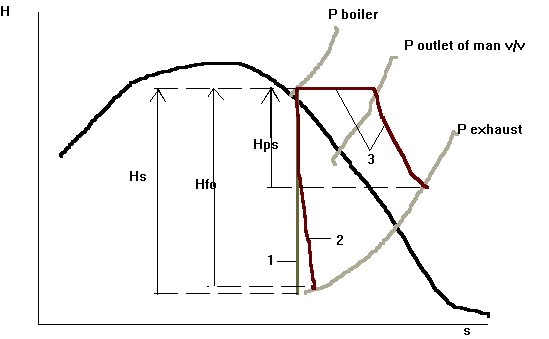 H
P boiler
P outlet of man v/v
P exhaust
Hps
3
Hs
Hfo
2
1
s